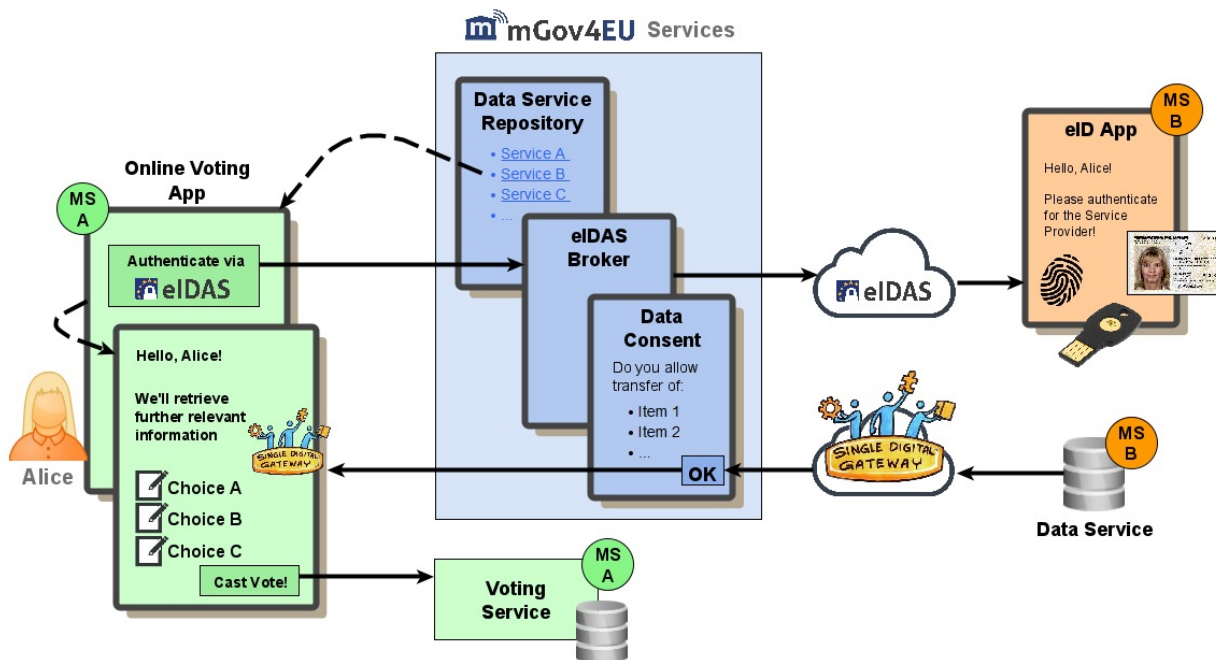 mGov4EU Services
Data Service
Repository
• Service A
• Service B
• Service C
• ...
eIDAS
Broker
Data
Consent
Do you allow
transfer of:
• Item 1
• Item 2
• ...
OK
Online Voting
App
MS
A
Authenticate via
eIDAS
Hello, Alice!
We'll retrieve
further relevant
information
SINGLE DIGITAL
GATEWAY
Choice A
Choice B
Choice C
Cast Vote!
Alice
Voting
Service
MS
A
eIDAS
MS
B
eID App
Hello, Alice!
Please authenticate
for the Service
Provider!
SINGLE DIGITAL
GATEWAY
MS
B
Data Service